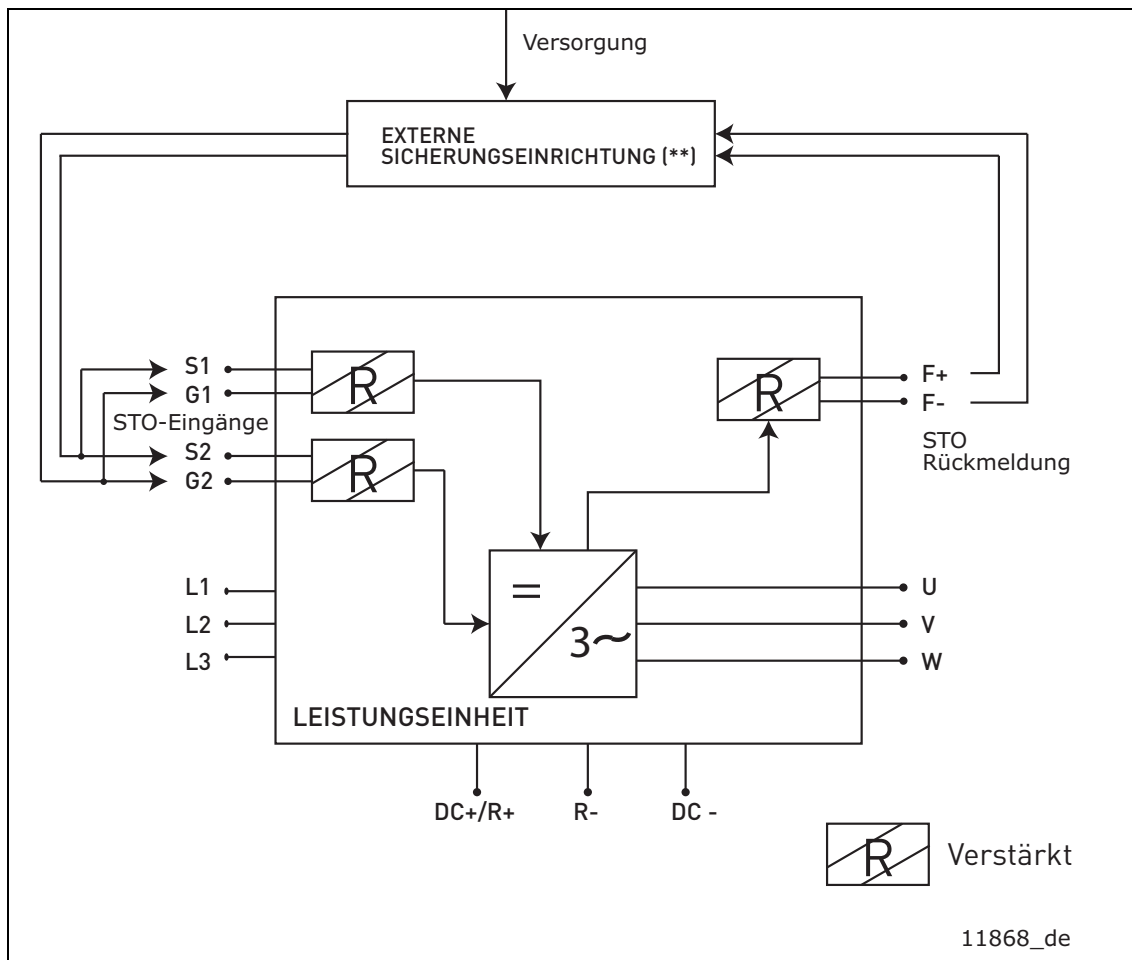 Versorgung
EXTERNE
SICHERUNGSEINRICHTUNG (**)
S1
R
G1
STO-Eingänge
S2
R
G2
R
F+
F-
STO
Rückmeldung
L1
L2
L3
=
3~
U
V
W
LEISTUNGSEINHEIT
DC+/R+
R-
DC -
R
Verstärkt
11868_de